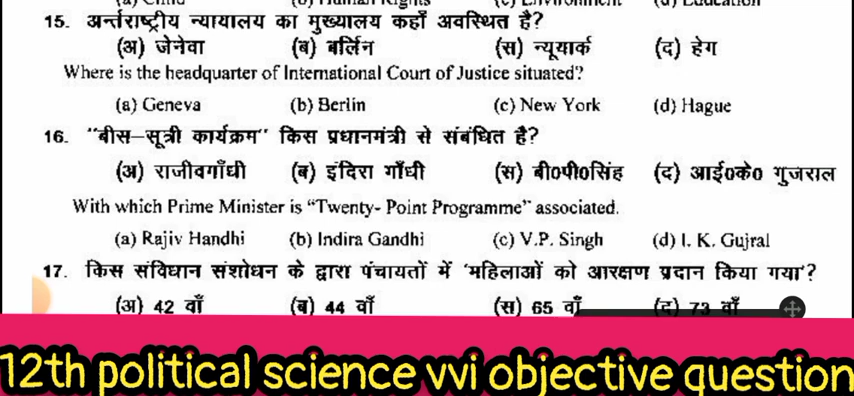 15. अर्न्तराष्ट्रीय न्यायालय का मुख्यालय कहाँ अवस्थित है?
(अ) जेनेवा (ब) बर्लिन (स) न्यूयार्क (द) हेग
Where is the headquarter of International Court of Justice situated?
(a) Geneva (b) Berlin (c) New York (d) Hague
16. “बीस–सूत्री कार्यक्रम” किस प्रधानमंत्री से संबंधित है?
(अ) राजीवगाँधी (ब) इंदिरा गाँधी (स) बी०पी०सिंह (द) आई०के० गुजराल
With which Prime Minister is “Twenty- Point Programme” associated.
(a) Rajiv Handhi (b) Indira Gandhi (c) V.P. Singh (d) I. K. Gujral
17. किस संविधान संशोधन के द्वारा पंचायतों में ‘महिलाओं को आरक्षण प्रदान किया गया’?
(अ) 42 वाँ (ब) 44 वाँ (स) 65 वाँ (द) 73 वाँ
12th political science vvi objective question